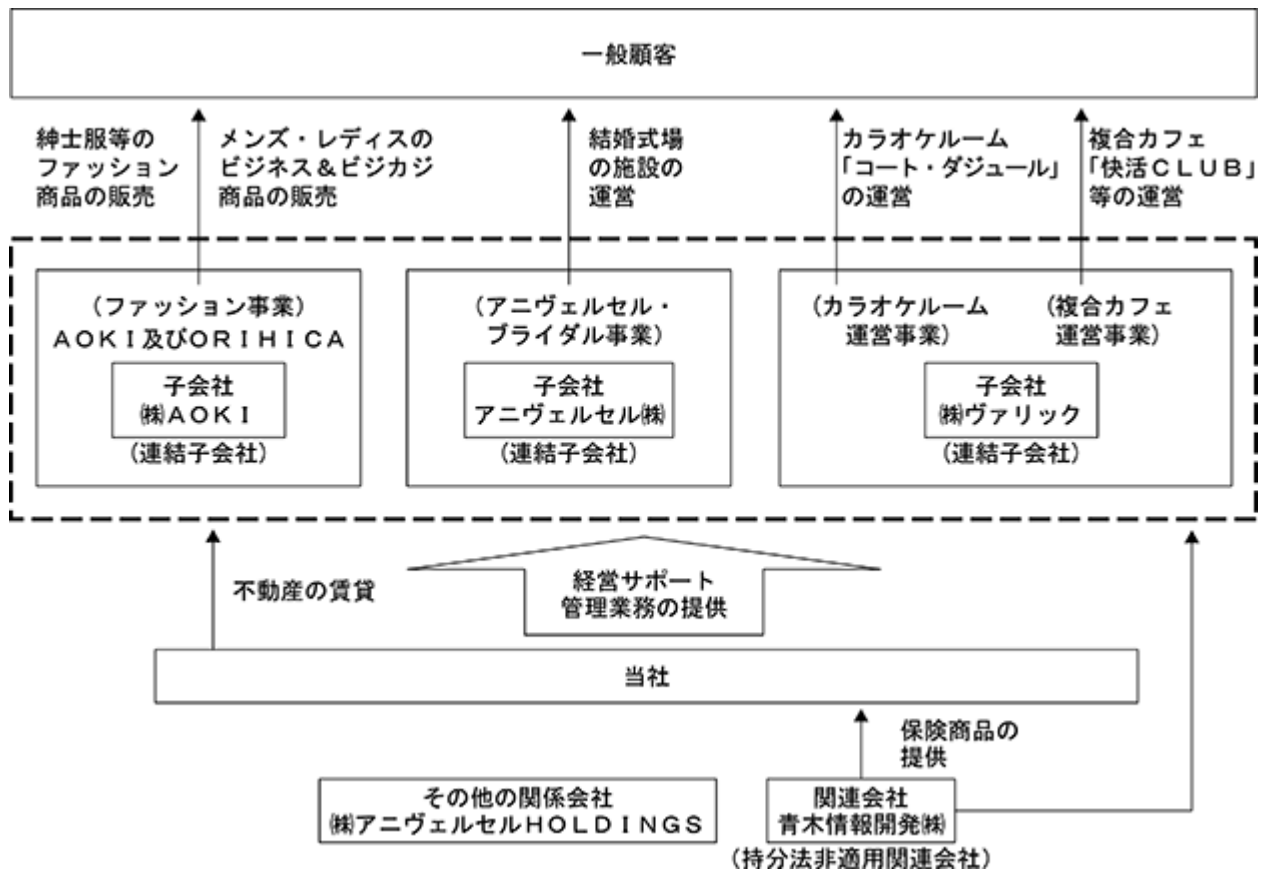 一般顧客
紳士服等の
ファッション
商品の販売
メンズ・レディスの
ビジネス＆ビジカジ
商品の販売
結婚式場
の施設の
運営
カラオケルーム
「コート・ダジュール」
の運営
複合カフェ
「快活ＣＬＵＢ」
等の運営
（ファッション事業）
ＡＯＫＩ及びＯＲＩＨＩＣＡ
子会社
㈱ＡＯＫＩ
（連結子会社）
（アニヴェルセル・
ブライダル事業）
子会社
アニヴェルセル㈱
（連結子会社）
（カラオケルーム
運営事業）
（複合カフェ
運営事業）
子会社
㈱ヴァリック
（連結子会社）
不動産の賃貸
経営サポート
管理業務の提供
当社
保険商品の
提供
その他の関係会社
㈱アニヴェルセルＨＯＬＤＩＮＧＳ
関連会社
青木情報開発㈱
（持分法非適用関連会社）